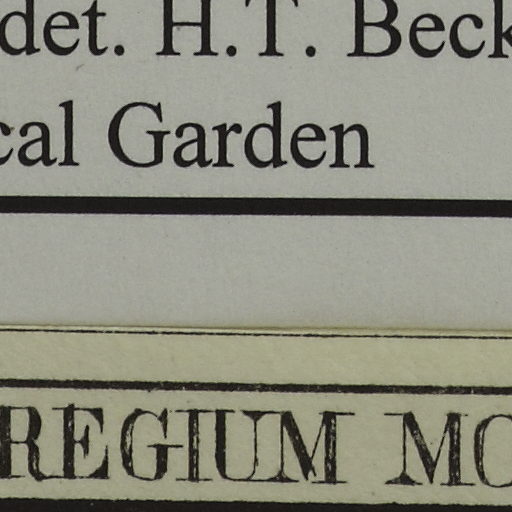 det. H.T. Beck
cal Garden
REGIUM MO